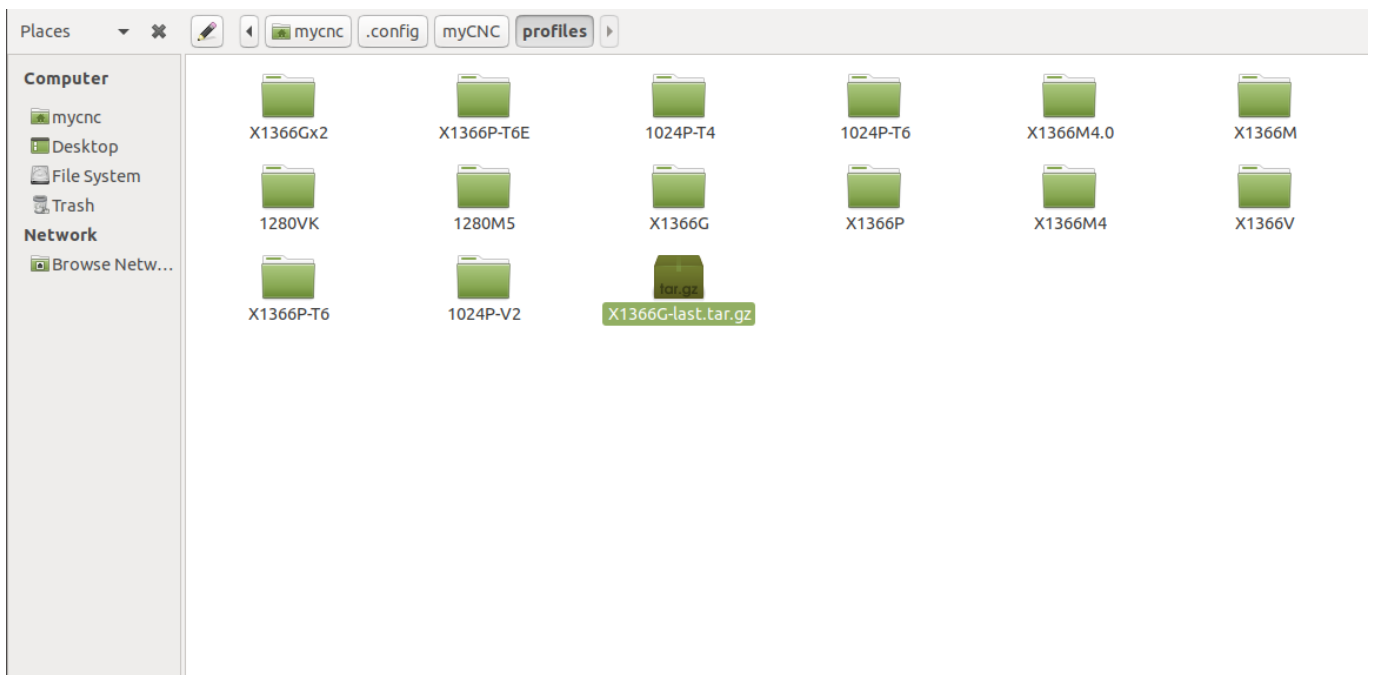 Places
mycnc .config myCNC profiles
Computer
mycnc
Desktop
File System
Trash
Network
Browse Netw...
X1366Gx2 X1366P-T6E 1024P-T4 1024P-T6 X1366M4.0 X1366M
1280VK 1280M5 X1366G X1366P X1366M4 X1366V
tar.gz
X1366P-T6 1024P-V2 X1366G-last.tar.gz